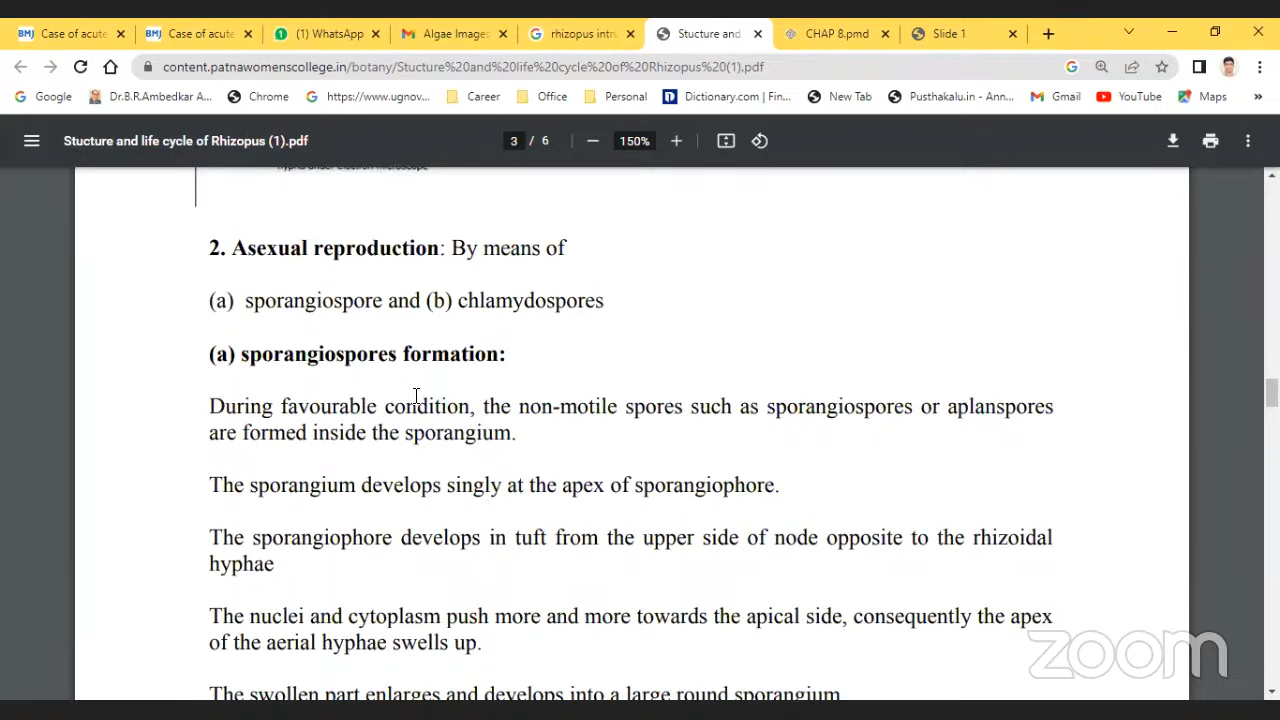 Case of acute
Case of acute
(1) WhatsApp
Algae Images
rhizopus intr
Stucture and
CHAP 8.pmd
Slide 1
content.patnawomenscollege.in/botany/Stucture%20and%20life%20cycle%20of%20Rhizopus%20(1).pdf
Google
Dr.B.R.Ambedkar A...
Chrome
https://www.ugnov...
Career
Office
Personal
Dictionary.com | Fin...
New Tab
Pusthakalu.in - Ann...
Gmail
YouTube
Maps
Stucture and life cycle of Rhizopus (1).pdf
3 / 6
150%
2. Asexual reproduction: By means of
(a) sporangiospore and (b) chlamydospores
(a) sporangiospores formation:
During favourable condition, the non-motile spores such as sporangiospores or aplanspores
are formed inside the sporangium.
The sporangium develops singly at the apex of sporangiophore.
The sporangiophore develops in tuft from the upper side of node opposite to the rhizoidal
hyphae
The nuclei and cytoplasm push more and more towards the apical side, consequently the apex
of the aerial hyphae swells up.
The swollen part enlarges and develops into a large round sporangium
zoom